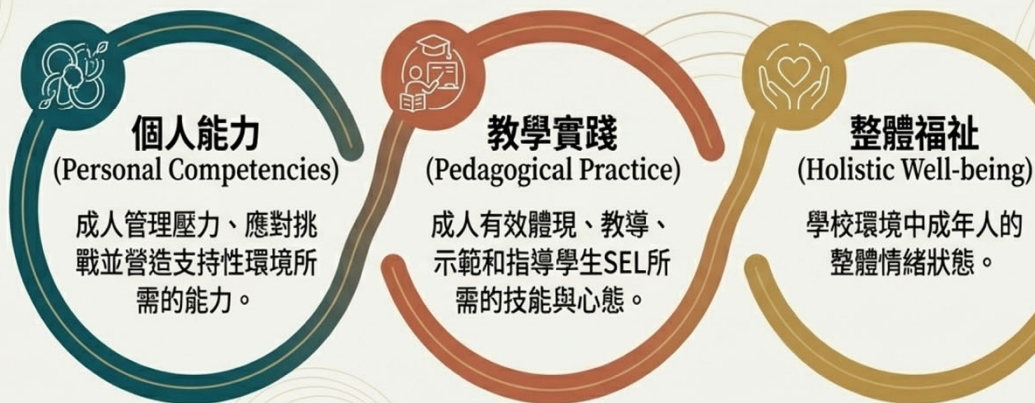 個人能力
(Personal Competencies)
成人管理壓力、應對挑
戰並營造支持性環境所
需的能力。
教學實踐
(Pedagogical Practice)
成人有效體現、教導、
示範和指導學生SEL所
需的技能與心態。
整體福祉
(Holistic Well-being)
學校環境中成年人的
整體情緒狀態。